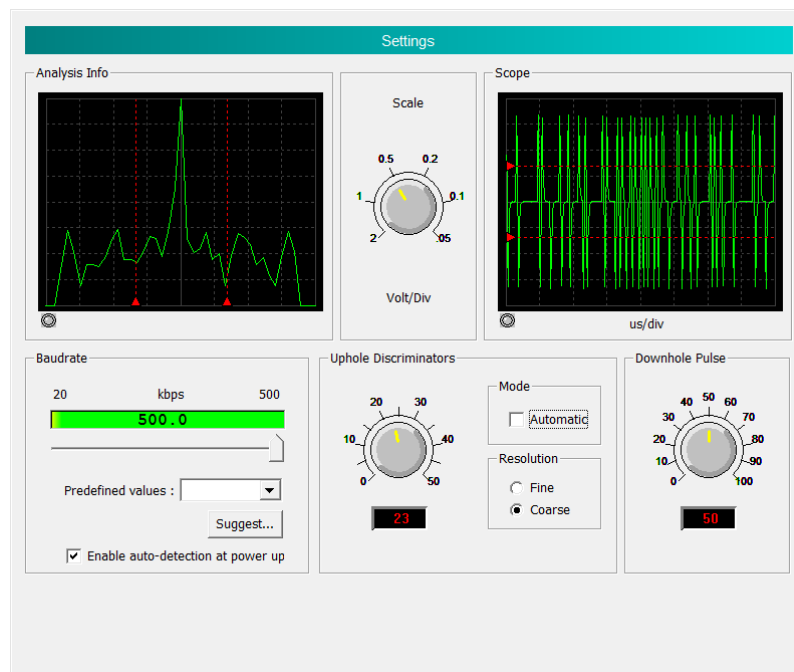 Settings
Analysis Info
Scale
0.5 0.2
1 0.1
2 .05
Volt/Div
Scope
us/div
Baudrate
20 kbps 500
500.0
Predefined values :
Suggest...
Enable auto-detection at power up
Uphole Discriminators
20 30
10 40
0 50
23
Mode
Automatic
Resolution
Fine
Coarse
Downhole Pulse
40 50 60
30 70
20 80
10 90
0 100
50